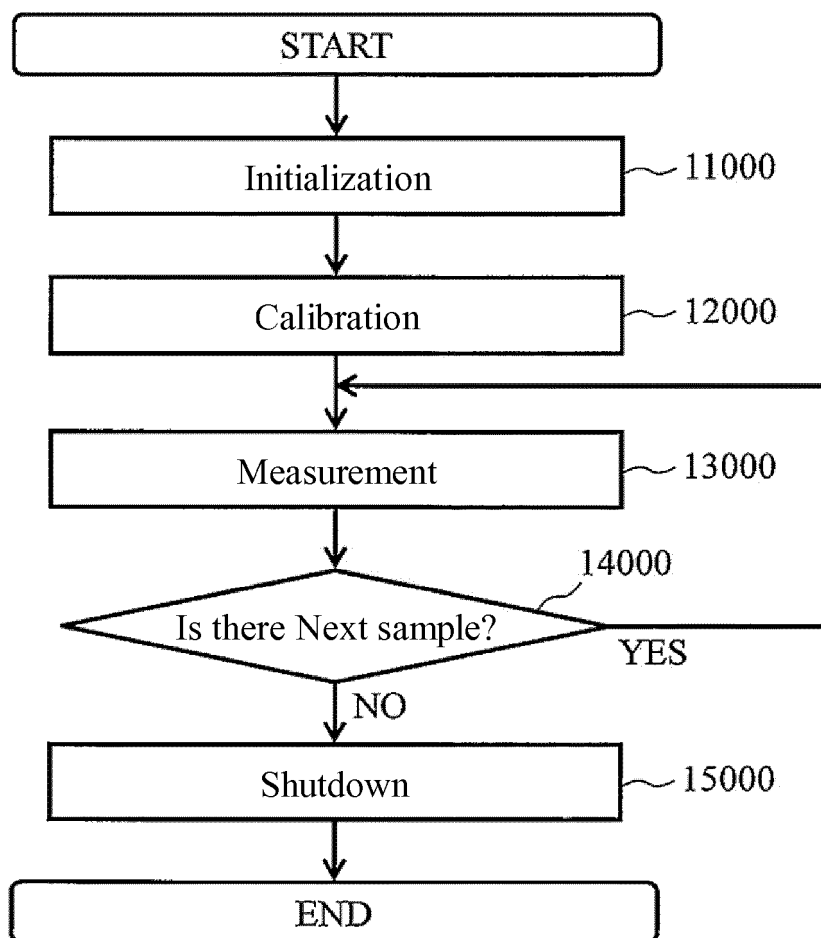 START
Initialization
11000
Calibration
12000
Measurement
13000
14000
Is there Next sample?
YES
NO
Shutdown
15000
END